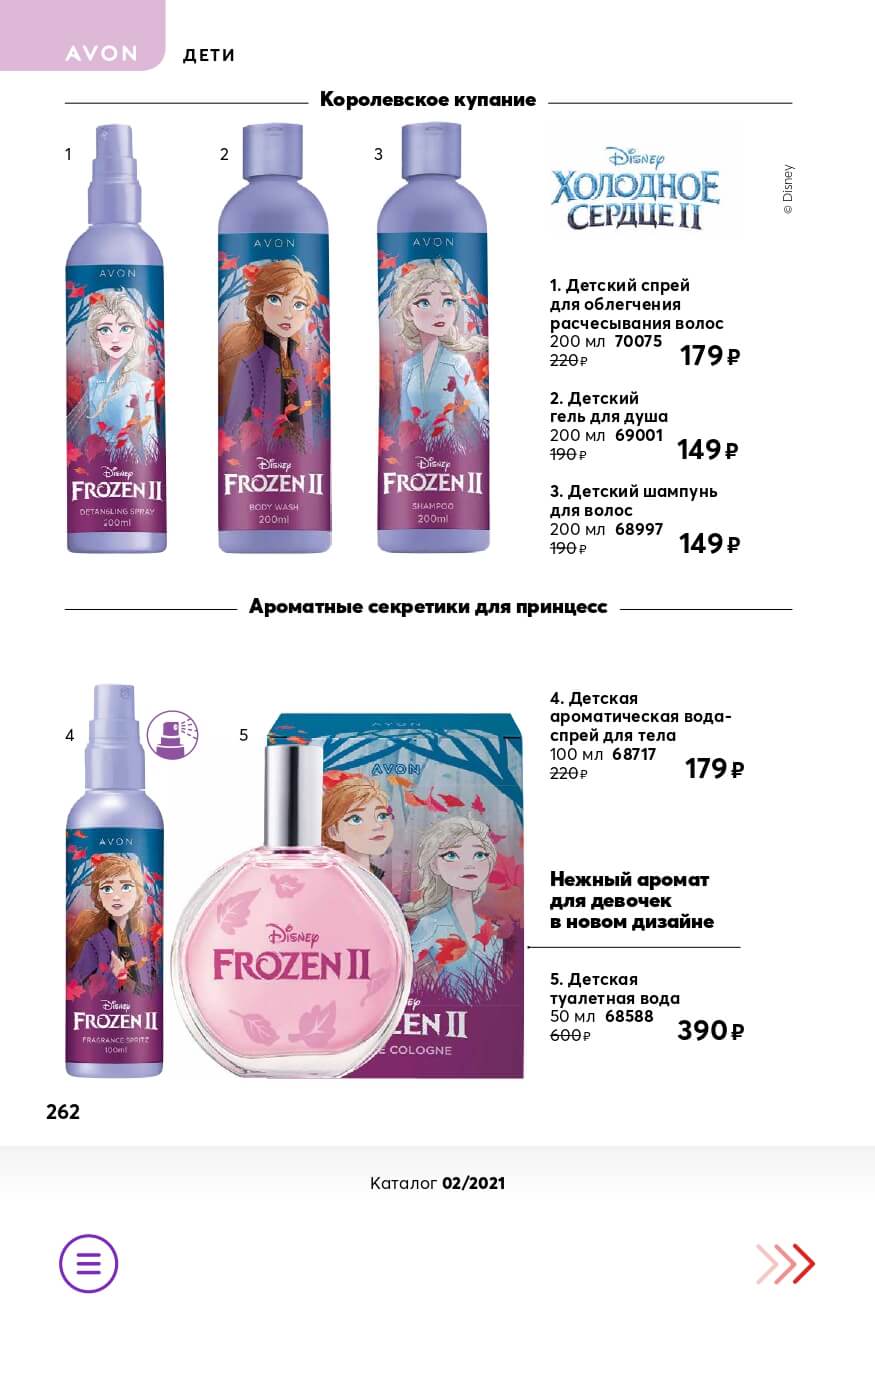 AVON
ДЕТИ
Королевское купание
1
2
3
AVON
Disney
FROZEN II
DETANGLING SPRAY
200ml
AVON
Disney
FROZEN II
BODY WASH
200ml
AVON
Disney
FROZEN II
SHAMPOO
200ml
Disney
ХОЛОДНОЕ
СЕРДЦЕ II
© Disney
1. Детский спрей
для облегчения
расчесывания волос
200 мл 70075
220 ₽
179 ₽
2. Детский
гель для душа
200 мл 69001
190 ₽
149 ₽
3. Детский шампунь
для волос
200 мл 68997
190 ₽
149 ₽
Ароматные секретики для принцесс
4
5
AVON
Disney
FROZEN II
FRAGRANCE SPRITZ
100ml
Disney
FROZEN II
AVON
AVON
ZEN II
E COLOGNE
4. Детская
ароматическая вода-
спрей для тела
100 мл 68717
220 ₽
179 ₽
Нежный аромат
для девочек
в новом дизайне
5. Детская
туалетная вода
50 мл 68588
600 ₽
390 ₽
262
Каталог 02/2021